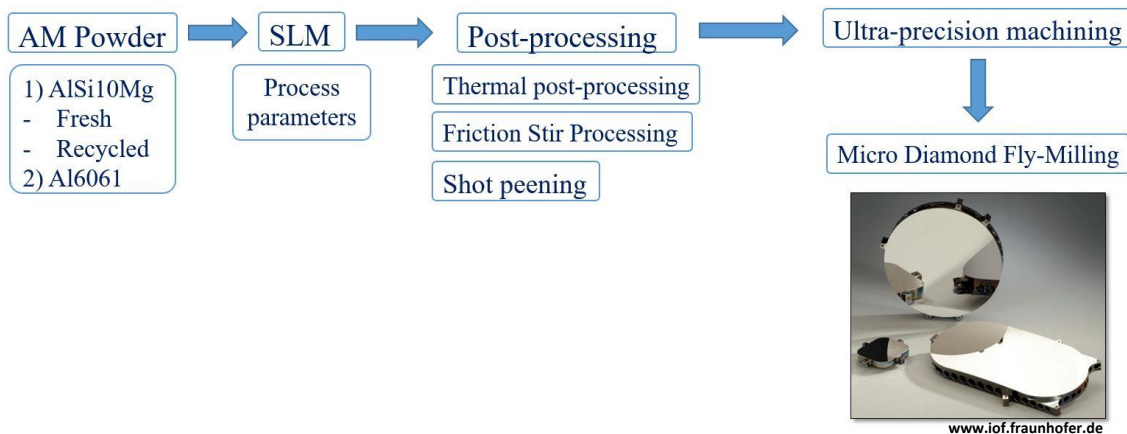 AM Powder
SLM
Post-processing
Ultra-precision machining
1) AlSi10Mg
- Fresh
- Recycled
2) Al6061
Process
parameters
Thermal post-processing
Friction Stir Processing
Shot peening
Micro Diamond Fly-Milling
www.iof.fraunhofer.de